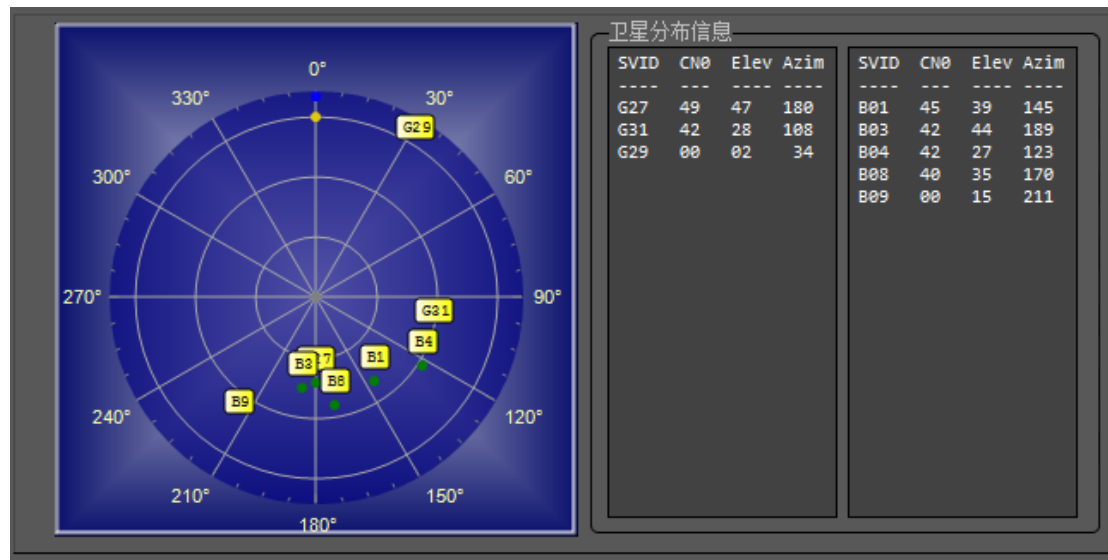 卫星分布信息
0°
30°
60°
90°
120°
150°
180°
210°
240°
270°
300°
330°
G29
G31
B4
B1
B3
7
B8
B9
SVID CN0 Elev Azim
---- --- ---- ----
G27 49 47 180
G31 42 28 108
G29 00 02 34
SVID CN0 Elev Azim
---- --- ---- ----
B01 45 39 145
B03 42 44 189
B04 42 27 123
B08 40 35 170
B09 00 15 211